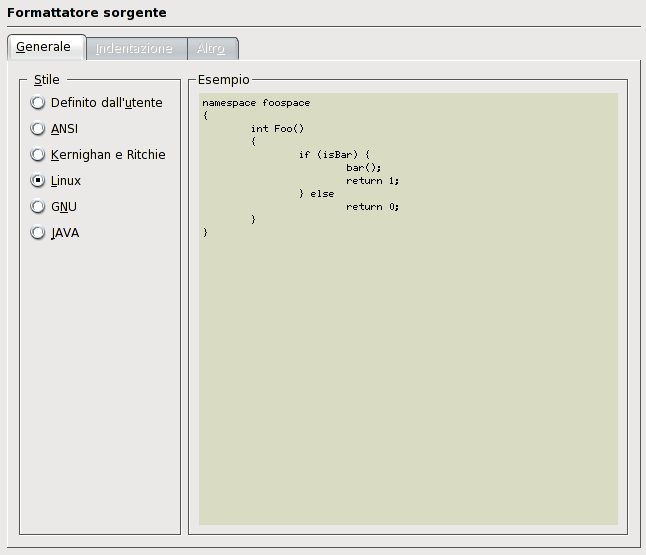 Formattatore sorgente
Generale Indentazione Altro
Stile
Definito dall'utente
ANSI
Kernighan e Ritchie
Linux
GNU
JAVA
Esempio
namespace foospace
{
        int Foo()
        {
                if (isBar) {
                        bar();
                        return 1;
                } else
                        return 0;
        }
}